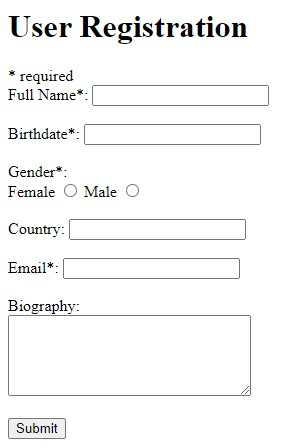 User Registration
* required
Full Name*:
Birthdate*:
Gender*:
Female Male
Country:
Email*:
Biography:
Submit